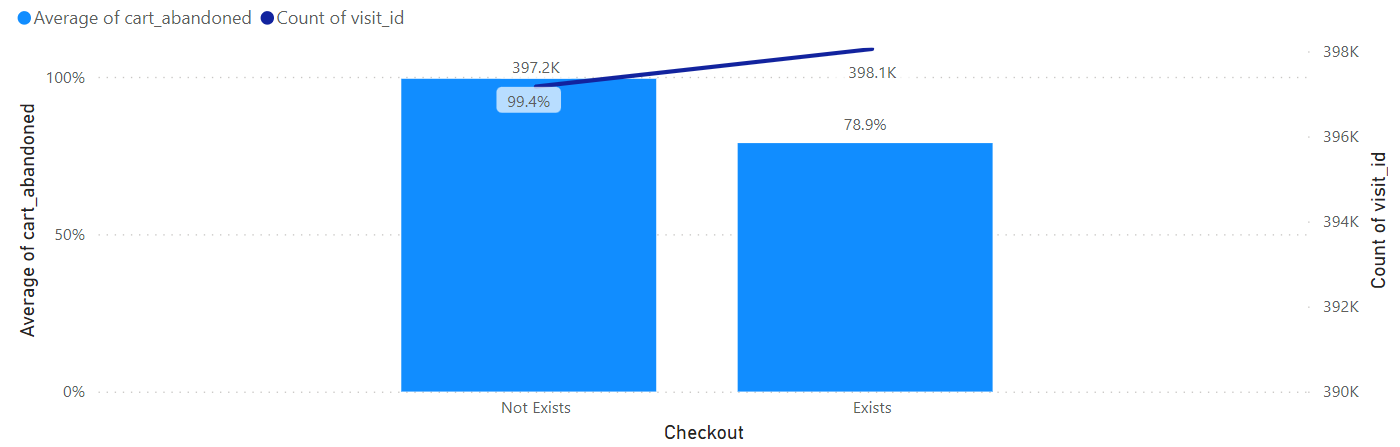 Average of cart_abandoned Count of visit_id
Average of cart_abandoned
100%
50%
0%
397.2K
99.4%
398.1K
78.9%
398K
396K
394K
392K
390K
Count of visit_id
Not Exists Exists
Checkout